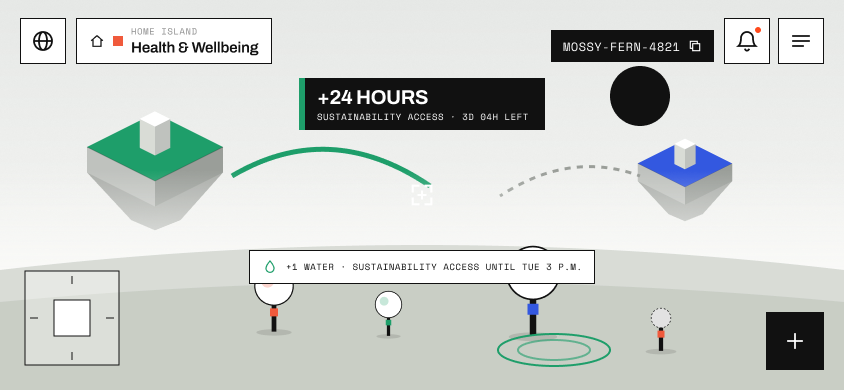 HOME ISLAND
Health & Wellbeing
MOSSY-FERN-4821
+24 HOURS
SUSTAINABILITY ACCESS · 3D 04H LEFT
+1 WATER · SUSTAINABILITY ACCESS UNTIL TUE 3 P.M.